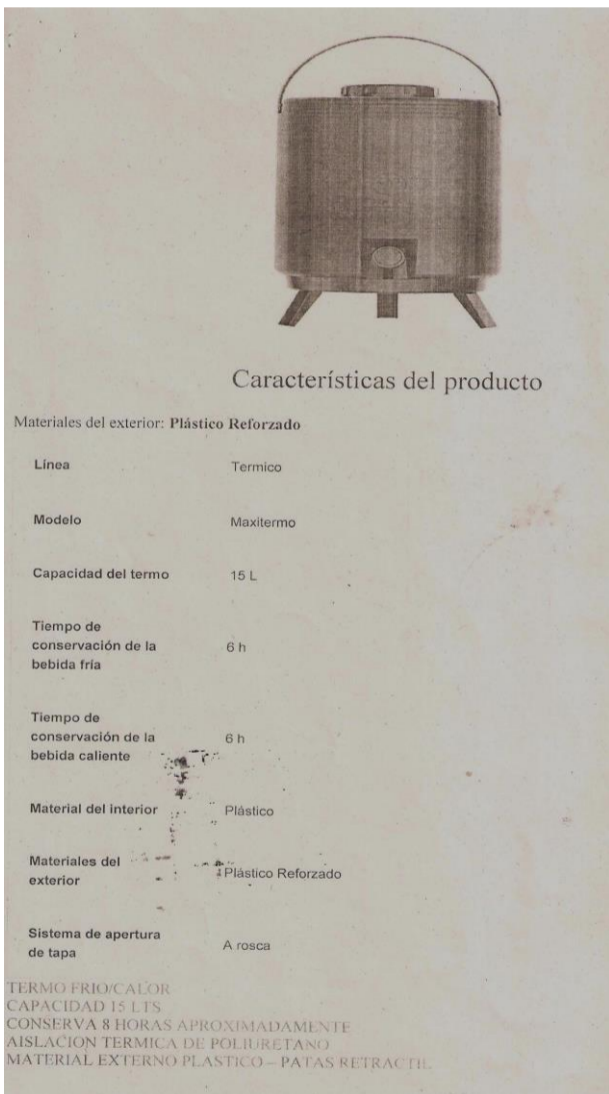 Características del producto
Materiales del exterior: Plástico Reforzado
Línea Termico
Modelo Maxitermo
Capacidad del termo 15 L
Tiempo de
conservación de la 6 h
bebida fría
Tiempo de
conservación de la 6 h
bebida caliente
Material del interior Plástico
Materiales del
exterior Plástico Reforzado
Sistema de apertura
de tapa A rosca
TERMO FRIO/CALOR
CAPACIDAD 15 LTS
CONSERVA 8 HORAS APROXIMADAMENTE
AISLACION TERMICA DE POLIURETANO
MATERIAL EXTERNO PLASTICO – PATAS RETRACTIL